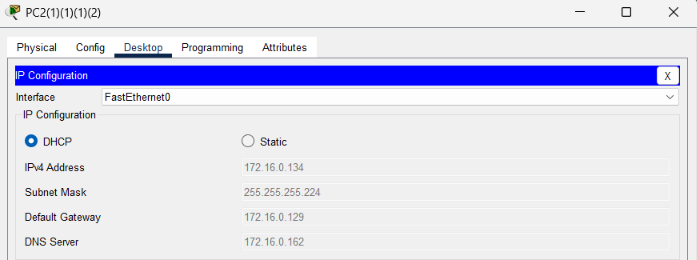 PC2(1)(1)(1)(2)
Physical Config Desktop Programming Attributes
IP Configuration X
Interface FastEthernet0
IP Configuration
DHCP Static
IPv4 Address 172.16.0.134
Subnet Mask 255.255.255.224
Default Gateway 172.16.0.129
DNS Server 172.16.0.162